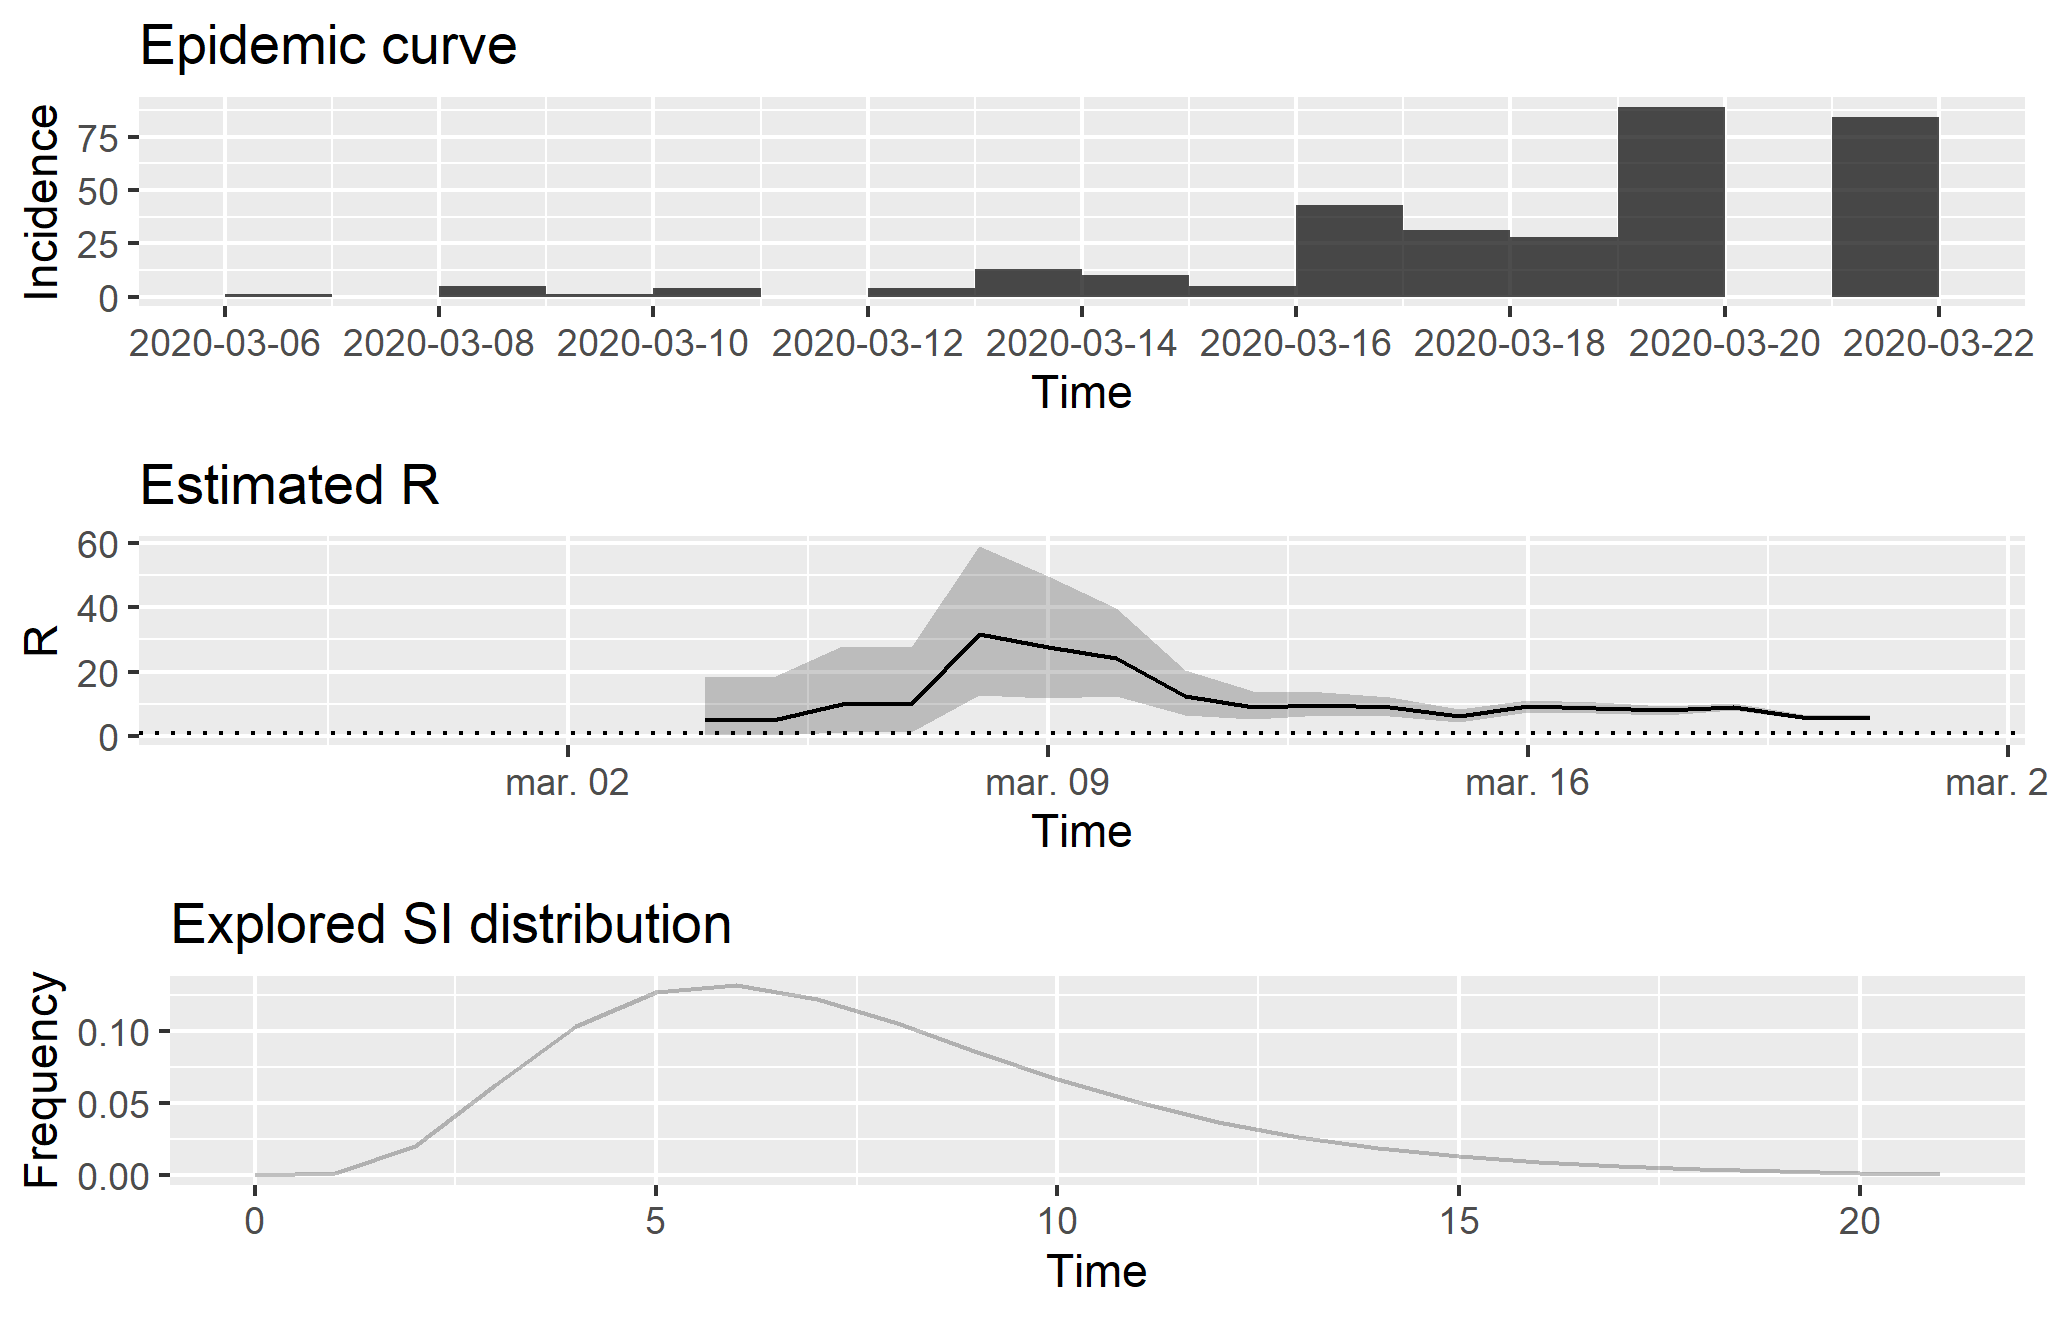 Epidemic curve
Incidence
75
50
25
0
2020-03-06 2020-03-08 2020-03-10 2020-03-12 2020-03-14 2020-03-16 2020-03-18 2020-03-20 2020-03-22
Time
Estimated R
R
60
40
20
0
mar. 02 mar. 09 mar. 16 mar. 2
Time
Explored SI distribution
Frequency
0.10
0.05
0.00
0 5 10 15 20
Time